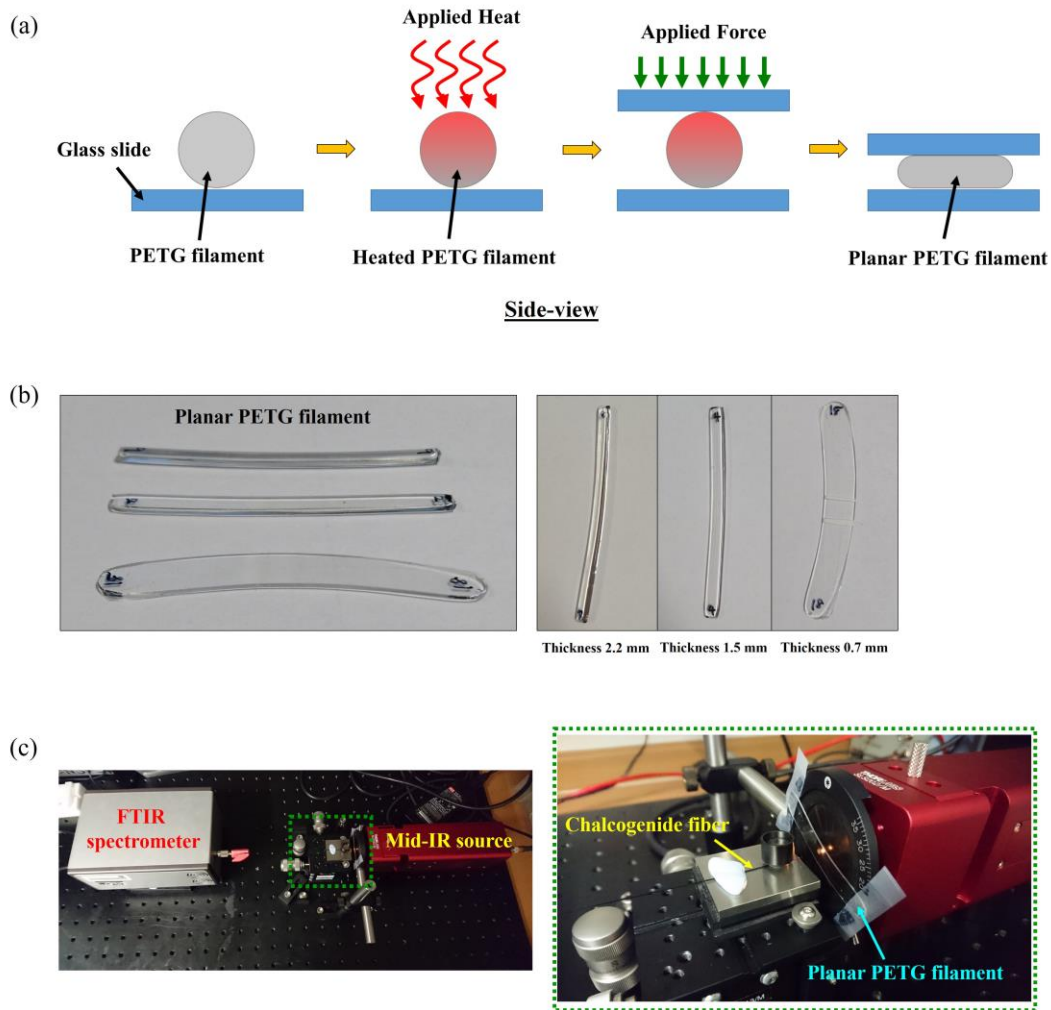 (a)
Applied Heat
Applied Force
Glass slide
PETG filament
Heated PETG filament
Planar PETG filament
Side-view
(b)
Planar PETG filament
Thickness 2.2 mm
Thickness 1.5 mm
Thickness 0.7 mm
(c)
FTIR
spectrometer
Mid-IR source
Chalcogenide fiber
Planar PETG filament